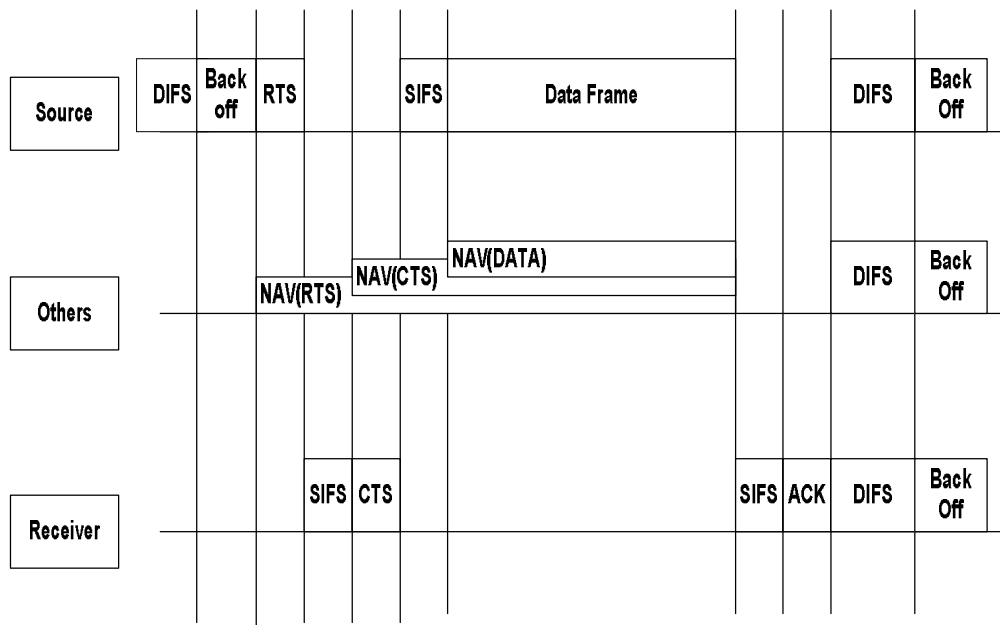 Source
DIFS
Back
off
RTS
SIFS
Data Frame
DIFS
Back
Off
Others
NAV(RTS)
NAV(CTS)
NAV(DATA)
DIFS
Back
Off
Receiver
SIFS
CTS
SIFS
ACK
DIFS
Back
Off